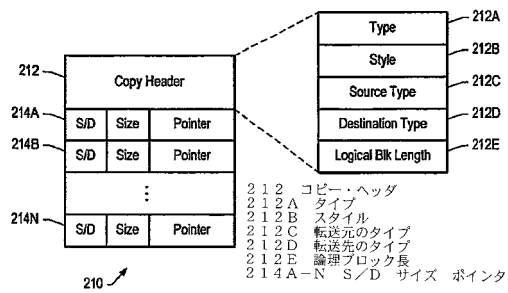 212 Copy Header
214A S/D Size Pointer
214B S/D Size Pointer
⋮
214N S/D Size Pointer
210
Type 212A
Style 212B
Source Type 212C
Destination Type 212D
Logical Blk Length 212E
212 コピー・ヘッダ
212A タイプ
212B スタイル
212C 転送元のタイプ
212D 転送先のタイプ
212E 論理ブロック長
214A-N S/D サイズ ポインタ